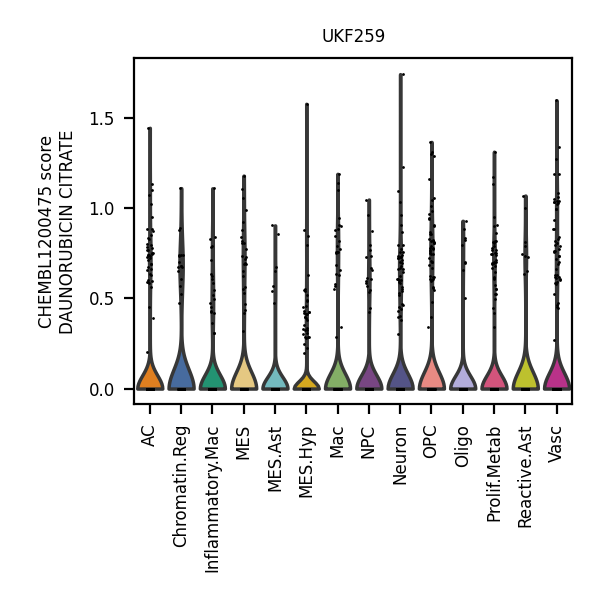 UKF259
CHEMBL1200475 score
DAUNORUBICIN CITRATE
1.5
1.0
0.5
0.0
AC
Chromatin.Reg
Inflammatory.Mac
MES
MES.Ast
MES.Hyp
Mac
NPC
Neuron
OPC
Oligo
Prolif.Metab
Reactive.Ast
Vasc